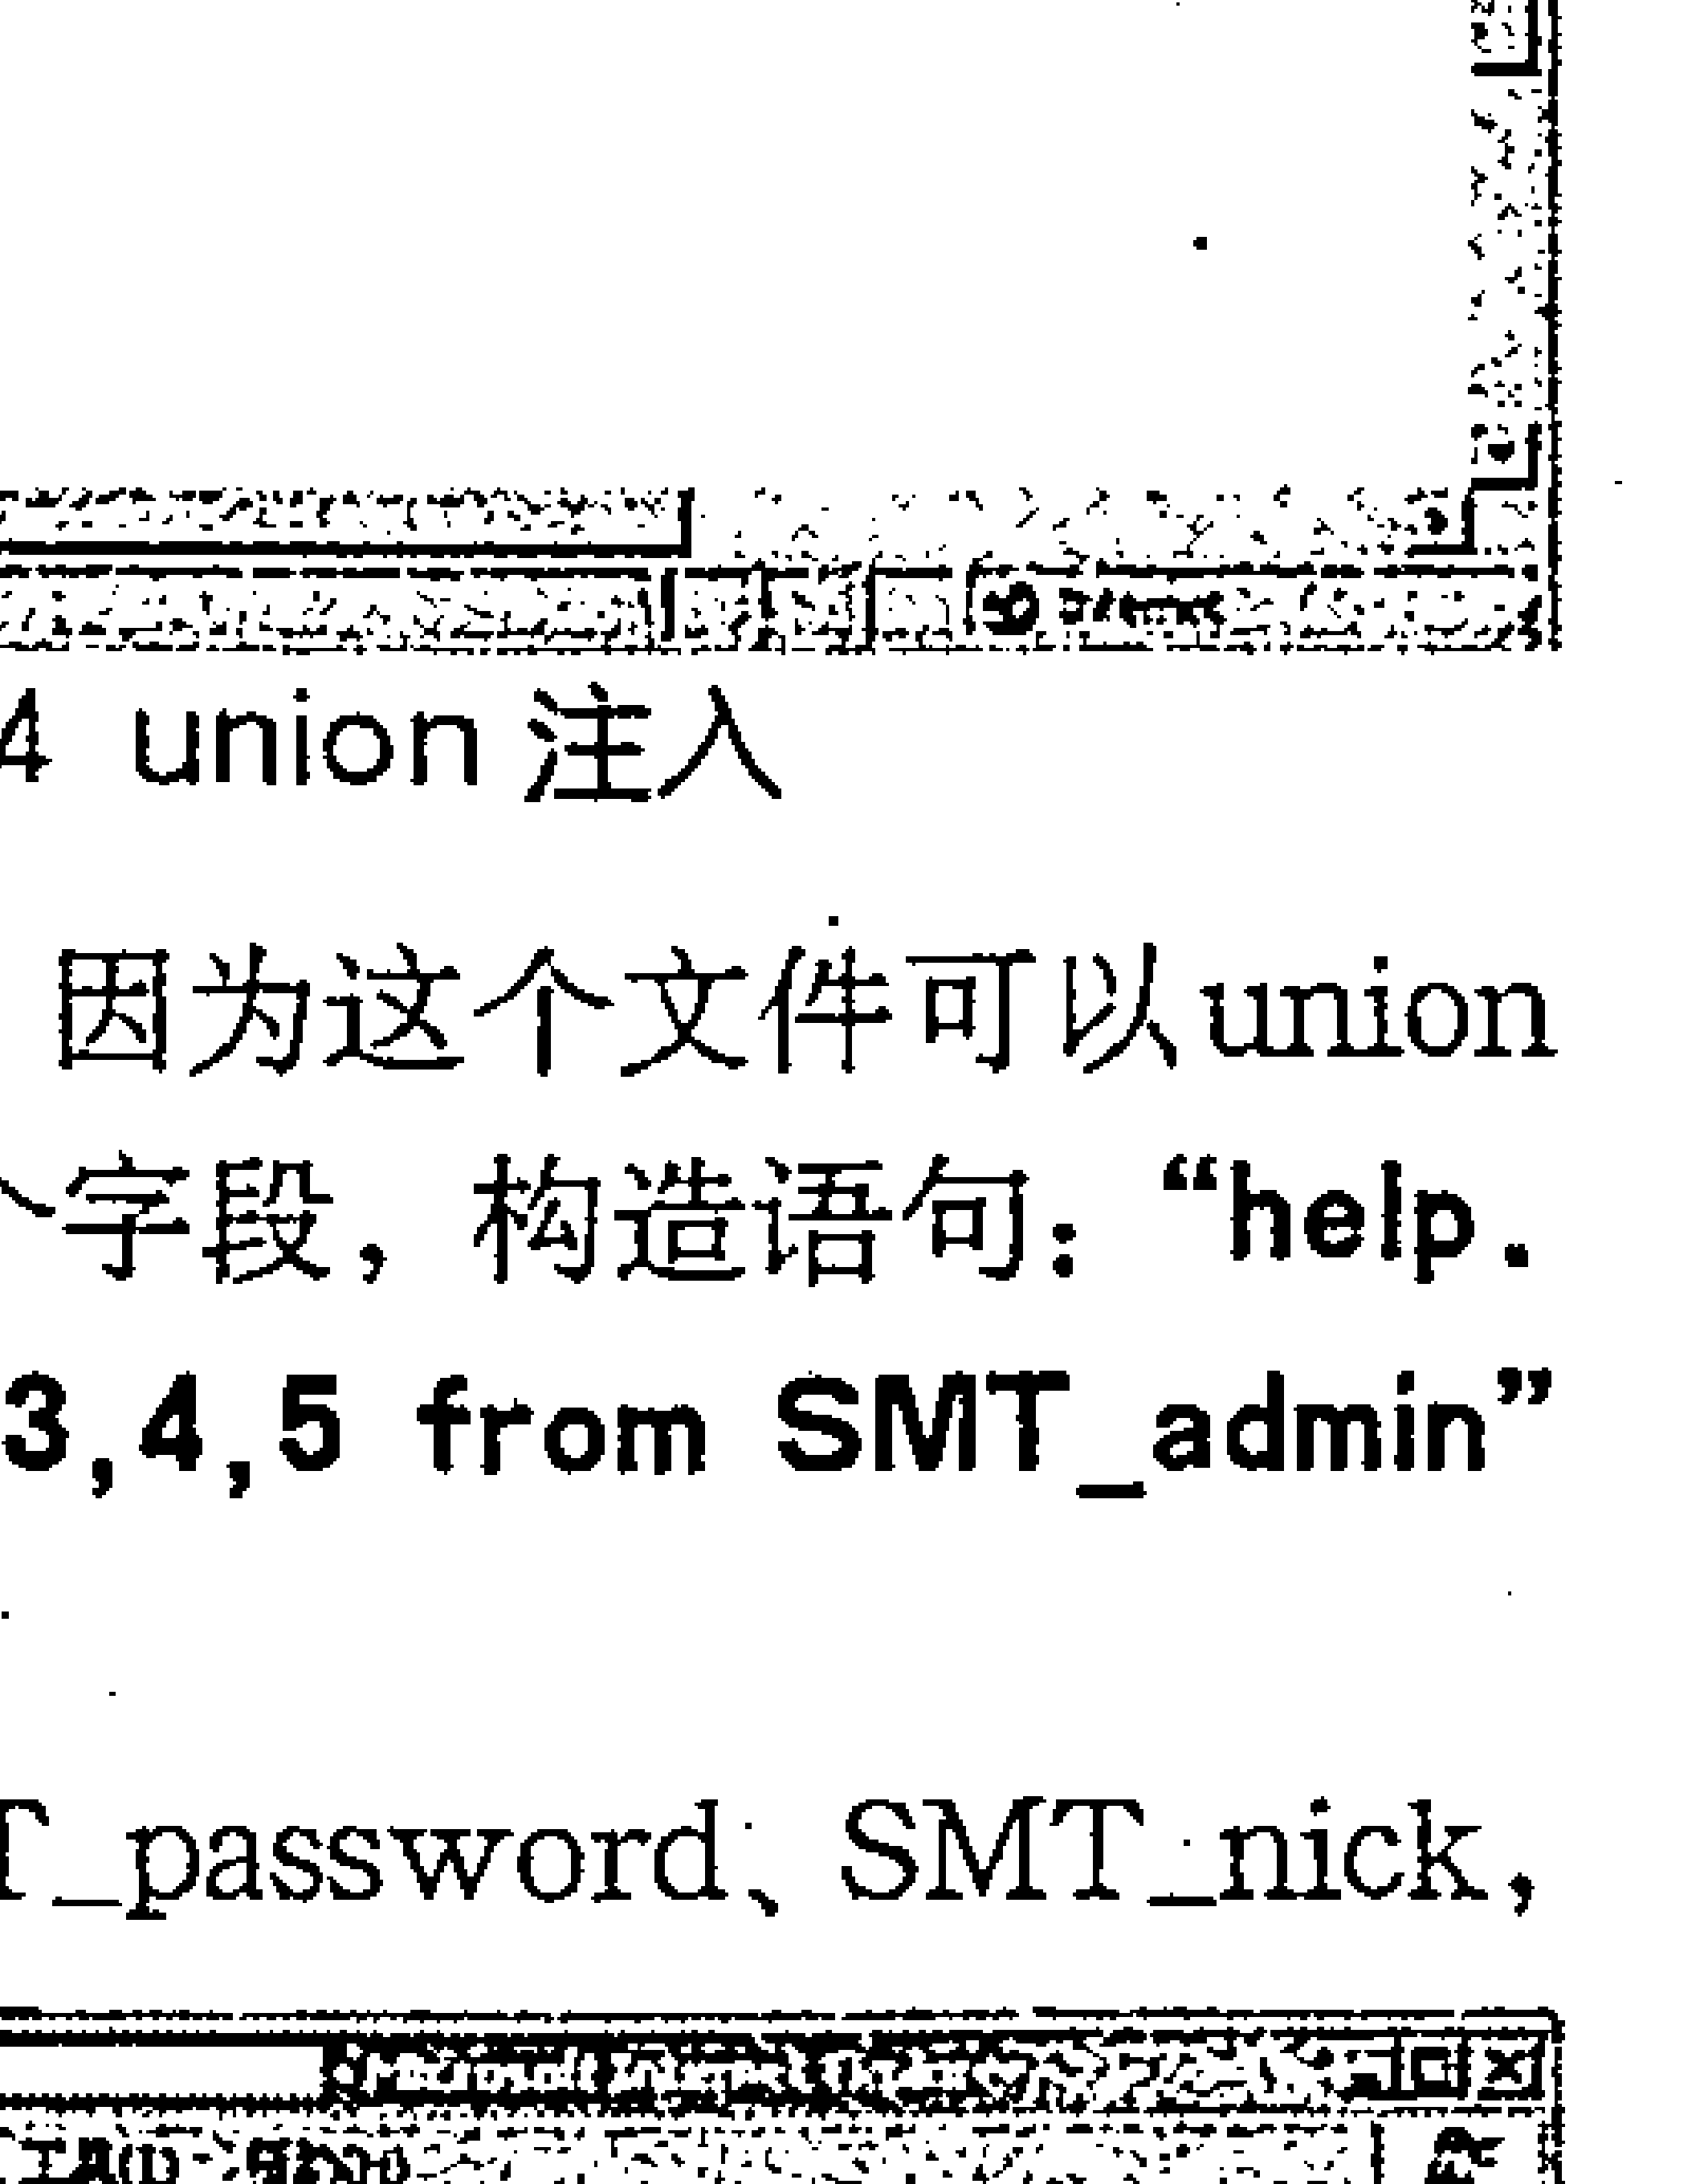 4 union 注入
因为这个文件可以union
个字段，构造语句：“help.
3,4,5 from SMT_admin”
T_password、SMT_nick，